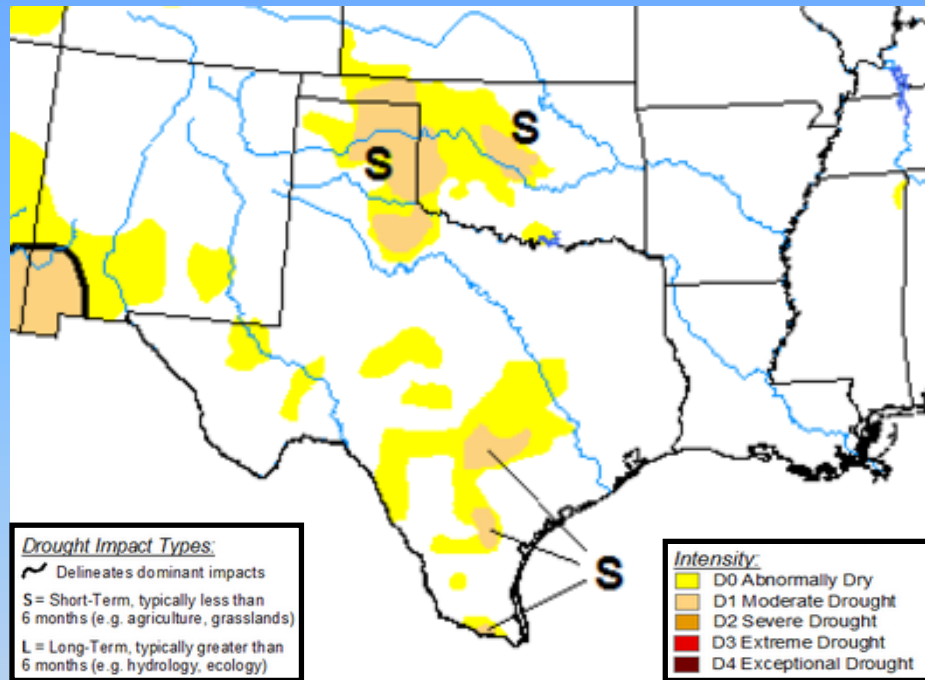 S
S
S
Drought Impact Types:
Delineates dominant impacts
S = Short-Term, typically less than
6 months (e.g. agriculture, grasslands)
L = Long-Term, typically greater than
6 months (e.g. hydrology, ecology)
Intensity:
D0 Abnormally Dry
D1 Moderate Drought
D2 Severe Drought
D3 Extreme Drought
D4 Exceptional Drought